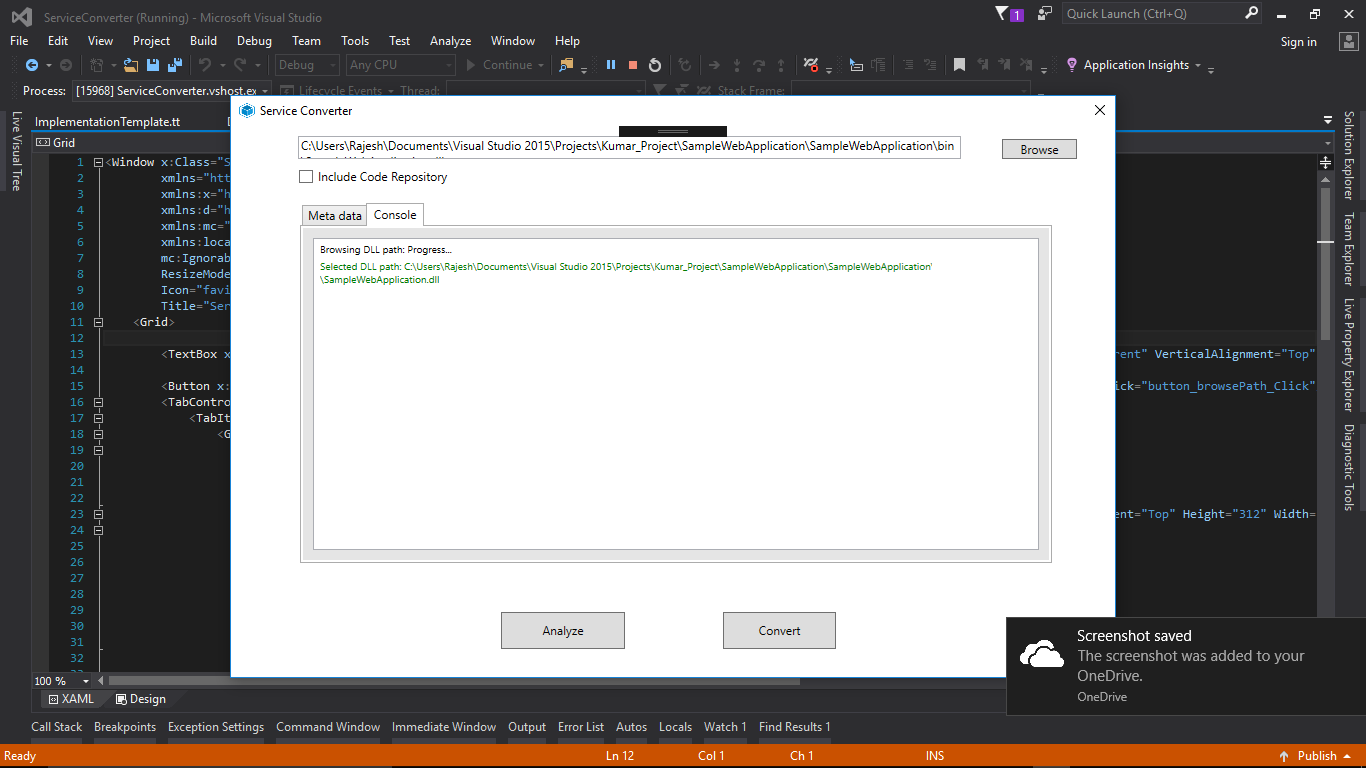 ServiceConverter (Running) - Microsoft Visual Studio
1
Quick Launch (Ctrl+Q)
File Edit View Project Build Debug Team Tools Test Analyze Window Help
Sign in
Debug Any CPU Continue Application Insights
Process: [15968] ServiceConverter.vshost.ex Lifecycle Events Thread: Stack Frame:
Live Visual Tree
ImplementationTemplate.tt
Grid
1 <Window x:Class="S
2 xmlns="htt
3 xmlns:x="h
4 xmlns:d="h
5 xmlns:mc="
6 xmlns:loca
7 mc:Ignorab
8 ResizeMode
9 Icon="favi
10 Title="Ser
11 <Grid>
12
13 <TextBox x rent" VerticalAlignment="Top"
14
15 <Button x: ick="button_browsePath_Click"
16 <TabContro
17 <TabIt
18 <G
19
20
21
22
23 ent="Top" Height="312" Width=
24
25
26
27
28
29
30
31
32
Service Converter
C:\Users\Rajesh\Documents\Visual Studio 2015\Projects\Kumar_Project\SampleWebApplication\SampleWebApplication\bin
Browse
Include Code Repository
Meta data Console
Browsing DLL path: Progress...
Selected DLL path: C:\Users\Rajesh\Documents\Visual Studio 2015\Projects\Kumar_Project\SampleWebApplication\SampleWebApplication'
\SampleWebApplication.dll
Analyze Convert
Solution Explorer
Team Explorer
Live Property Explorer
Diagnostic Tools
Screenshot saved
The screenshot was added to your
OneDrive.
OneDrive
100 %
XAML Design
Call Stack Breakpoints Exception Settings Command Window Immediate Window Output Error List Autos Locals Watch 1 Find Results 1
Ready Ln 12 Col 1 Ch 1 INS Publish